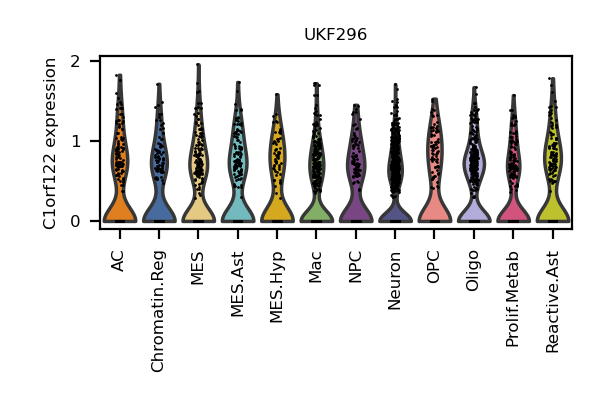 UKF296
C1orf122 expression
2
1
0
AC
Chromatin.Reg
MES
MES.Ast
MES.Hyp
Mac
NPC
Neuron
OPC
Oligo
Prolif.Metab
Reactive.Ast